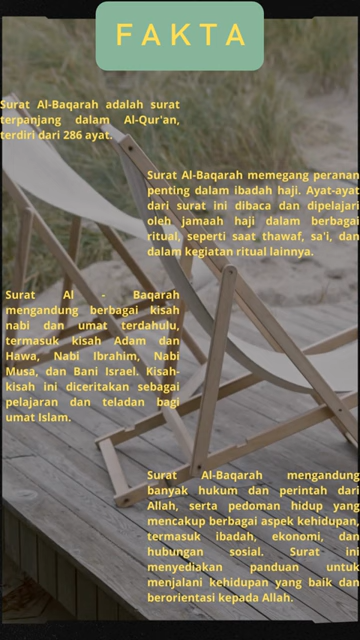 FAKTA
Surat Al-Baqarah adalah surat
terpanjang dalam Al-Qur'an,
terdiri dari 286 ayat.
Surat Al-Baqarah memegang peranan
penting dalam ibadah haji. Ayat-ayat
dari surat ini dibaca dan dipelajari
oleh jamaah haji dalam berbagai
ritual, seperti saat thawaf, sa'i, dan
dalam kegiatan ritual lainnya.
Surat Al - Baqarah
mengandung berbagai kisah
nabi dan umat terdahulu,
termasuk kisah Adam dan
Hawa, Nabi Ibrahim, Nabi
Musa, dan Bani Israel. Kisah-
kisah ini diceritakan sebagai
pelajaran dan teladan bagi
umat Islam.
Surat Al-Baqarah mengandung
banyak hukum dan perintah dari
Allah, serta pedoman hidup yang
mencakup berbagai aspek kehidupan,
termasuk ibadah, ekonomi, dan
hubungan sosial. Surat ini
menyediakan panduan untuk
menjalani kehidupan yang baik dan
berorientasi kepada Allah.